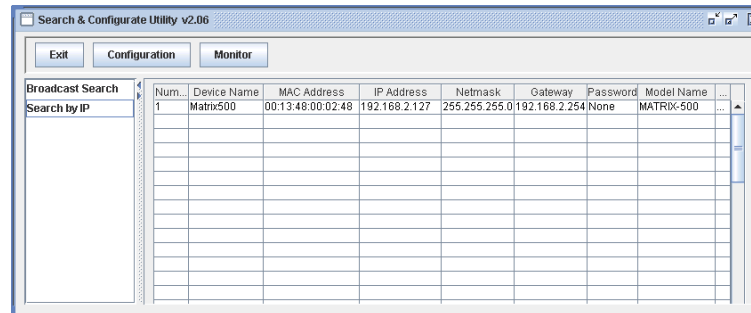 Search & Configurate Utility v2.06
Exit Configuration Monitor
Broadcast Search
Search by IP
Num... Device Name MAC Address IP Address Netmask Gateway Password Model Name ...
1 Matrix500 00:13:48:00:02:48 192.168.2.127 255.255.255.0 192.168.2.254 None MATRIX-500 ...